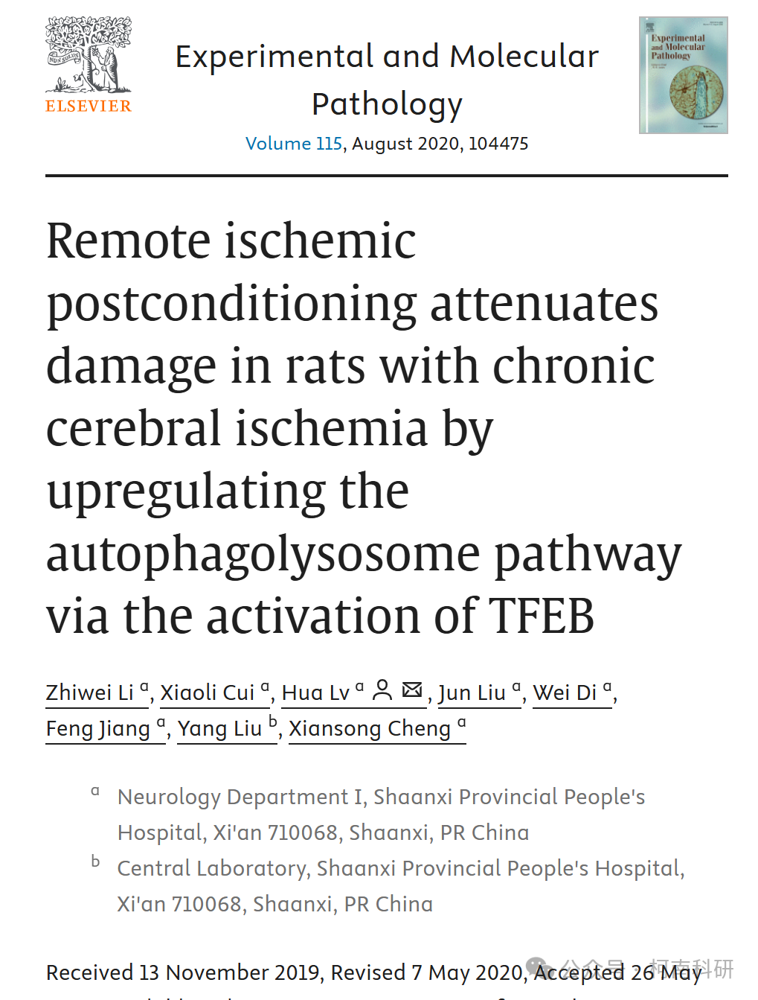 NON SOLUS
ELSEVIER
Experimental and Molecular
Pathology
Volume 115, August 2020, 104475
Experimental
and Molecular
Pathology
Remote ischemic
postconditioning attenuates
damage in rats with chronic
cerebral ischemia by
upregulating the
autophagolysosome pathway
via the activation of TFEB
Zhiwei Li a, Xiaoli Cui a, Hua Lv a, Jun Liu a, Wei Di a,
Feng Jiang a, Yang Liu b, Xiansong Cheng a
a Neurology Department I, Shaanxi Provincial People's
Hospital, Xi'an 710068, Shaanxi, PR China
b Central Laboratory, Shaanxi Provincial People's Hospital,
Xi'an 710068, Shaanxi, PR China
Received 13 November 2019, Revised 7 May 2020, Accepted 26 May
公众号 · 柯南科研